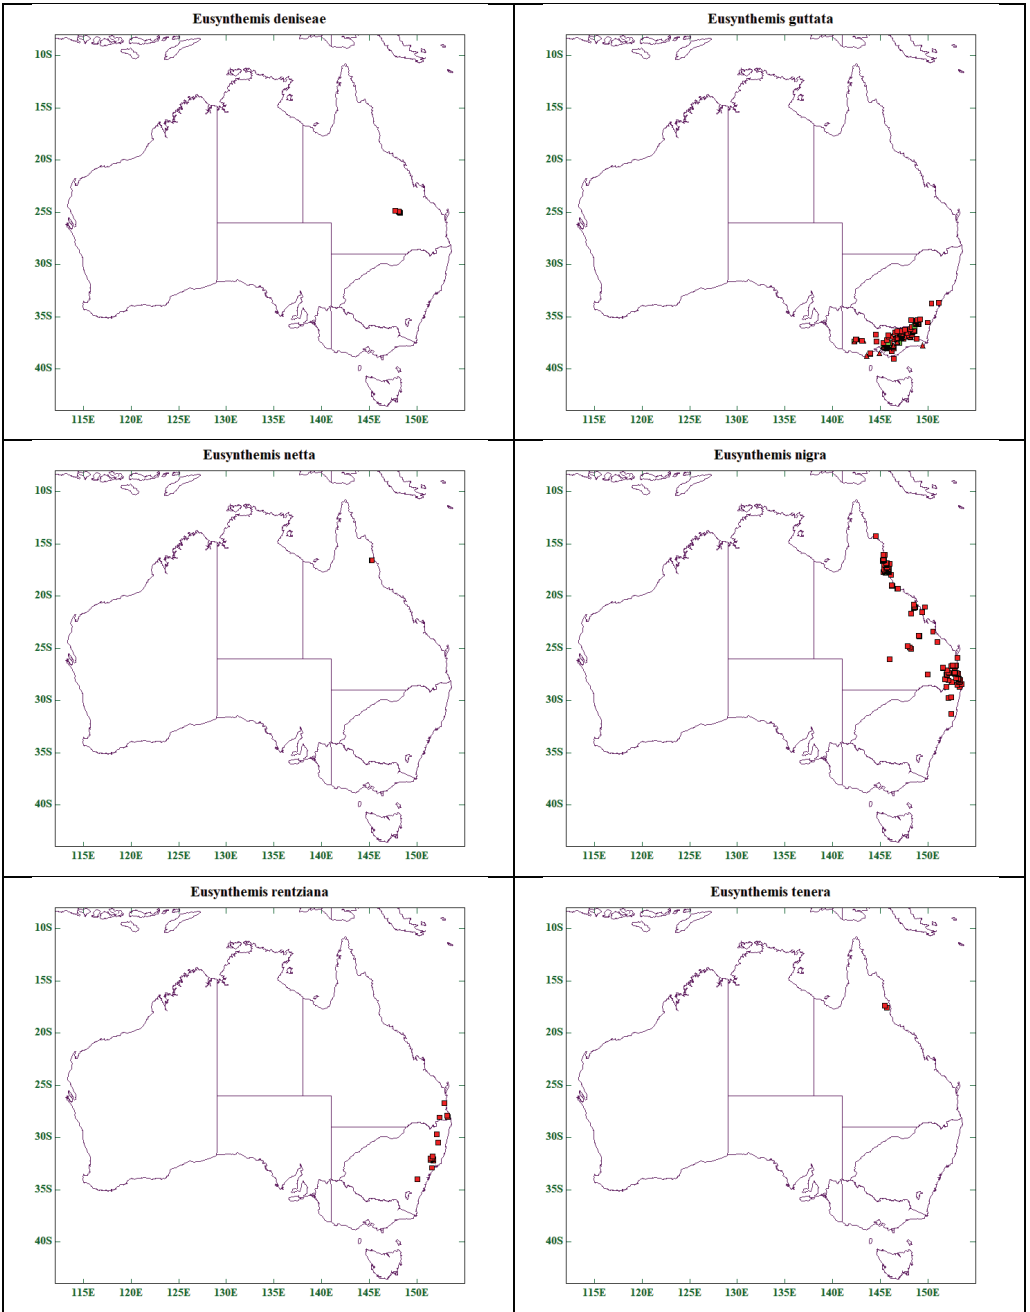 Eusynthemis deniseae
10S
15S
20S
25S
30S
35S
40S
115E 120E 125E 130E 135E 140E 145E 150E
Eusynthemis guttata
10S
15S
20S
25S
30S
35S
40S
115E 120E 125E 130E 135E 140E 145E 150E
Eusynthemis netta
10S
15S
20S
25S
30S
35S
40S
115E 120E 125E 130E 135E 140E 145E 150E
Eusynthemis nigra
10S
15S
20S
25S
30S
35S
40S
115E 120E 125E 130E 135E 140E 145E 150E
Eusynthemis rentziana
10S
15S
20S
25S
30S
35S
40S
115E 120E 125E 130E 135E 140E 145E 150E
Eusynthemis tenera
10S
15S
20S
25S
30S
35S
40S
115E 120E 125E 130E 135E 140E 145E 150E